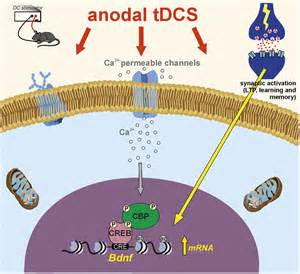 DC stimulator
anodal tDCS
Ca²⁺ permeable channels
synaptic activation
(LTP, learning and
memory)
Ca²⁺
P
P
CBP
P
P
CREB
CRE
Bdnf
mRNA